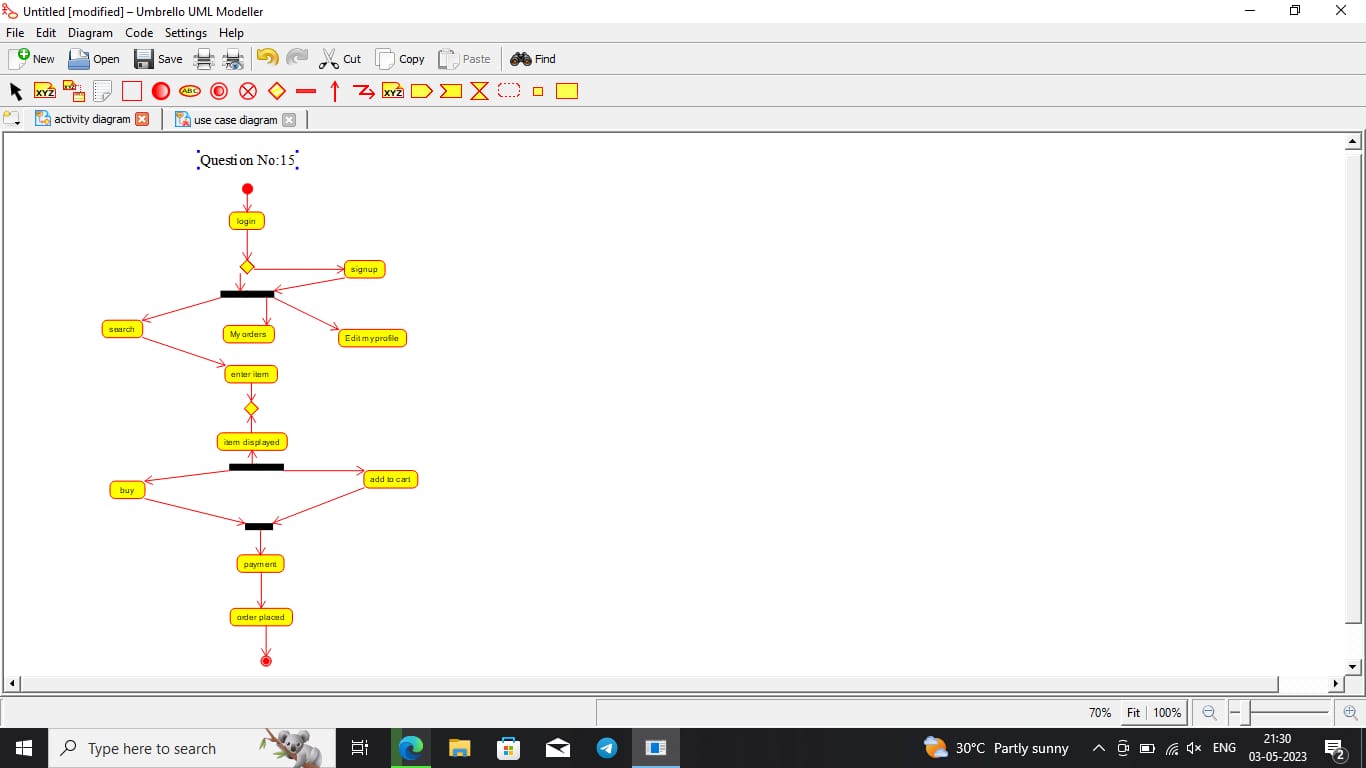 Untitled [modified] – Umbrello UML Modeller
File Edit Diagram Code Settings Help
New Open Save Cut Copy Paste Find
XYZ XYZ ABC XYZ
activity diagram use case diagram
Question No:15
login
signup
search
My orders
Edit my profile
enter item
item displayed
add to cart
buy
payment
order placed
70% Fit 100%
Type here to search
30°C Partly sunny
ENG
21:30
03-05-2023
2